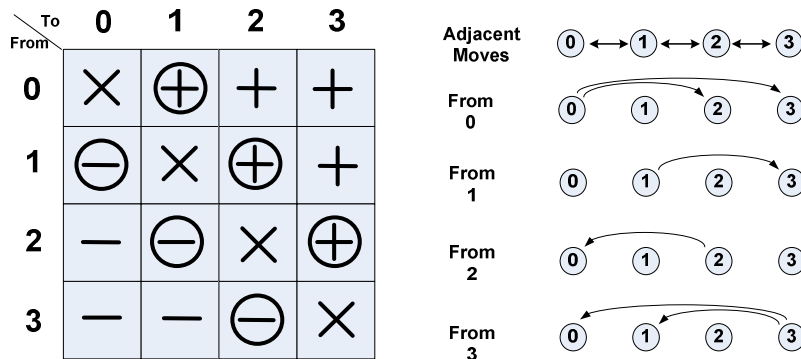 To
From
0 1 2 3
0 × ⊕ + +
1 ⊖ × ⊕ +
2 − ⊖ × ⊕
3 − − ⊖ ×
Adjacent
Moves
0 1 2 3
From
0
0 1 2 3
From
1
0 1 2 3
From
2
0 1 2 3
From
3
0 1 2 3